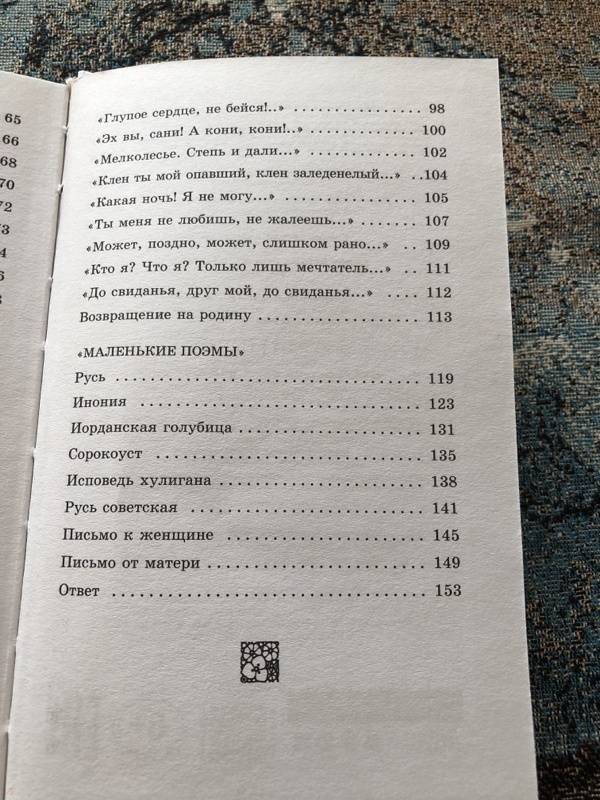 65
66
68
70
72
73
«Глупое сердце, не бейся!..» ................ 98
«Эх вы, сани! А кони, кони!..» .............. 100
«Мелколесье. Степь и дали...» .............. 102
«Клен ты мой опавший, клен заледенелый...» ..104
«Какая ночь! Я не могу...» .................. 105
«Ты меня не любишь, не жалеешь...» ....... 107
«Может, поздно, может, слишком рано...» .. 109
«Кто я? Что я? Только лишь мечтатель...» .. 111
«До свиданья, друг мой, до свиданья...» .... 112
Возвращение на родину ..................... 113
«МАЛЕНЬКИЕ ПОЭМЫ»
Русь ....................................... 119
Инония .................................... 123
Иорданская голубица ........................ 131
Сорокоуст .................................. 135
Исповедь хулигана .......................... 138
Русь советская .............................. 141
Письмо к женщине .......................... 145
Письмо от матери ........................... 149
Ответ ....................................... 153